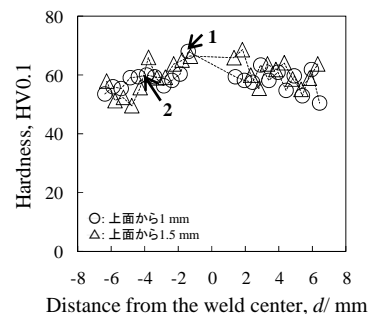 Hardness, HV0.1
80
60
40
20
0
1
2
○: 上面から1 mm
△: 上面から1.5 mm
-8 -6 -4 -2 0 2 4 6 8
Distance from the weld center, d/ mm